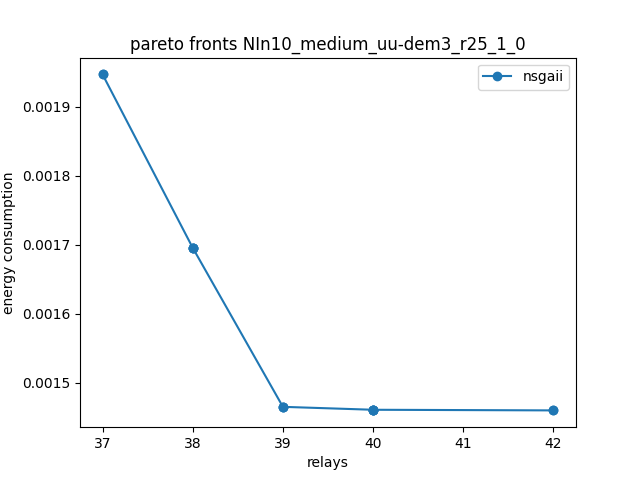 pareto fronts NIn10_medium_uu-dem3_r25_1_0
nsgaii
energy consumption
0.0019
0.0018
0.0017
0.0016
0.0015
37 38 39 40 41 42
relays